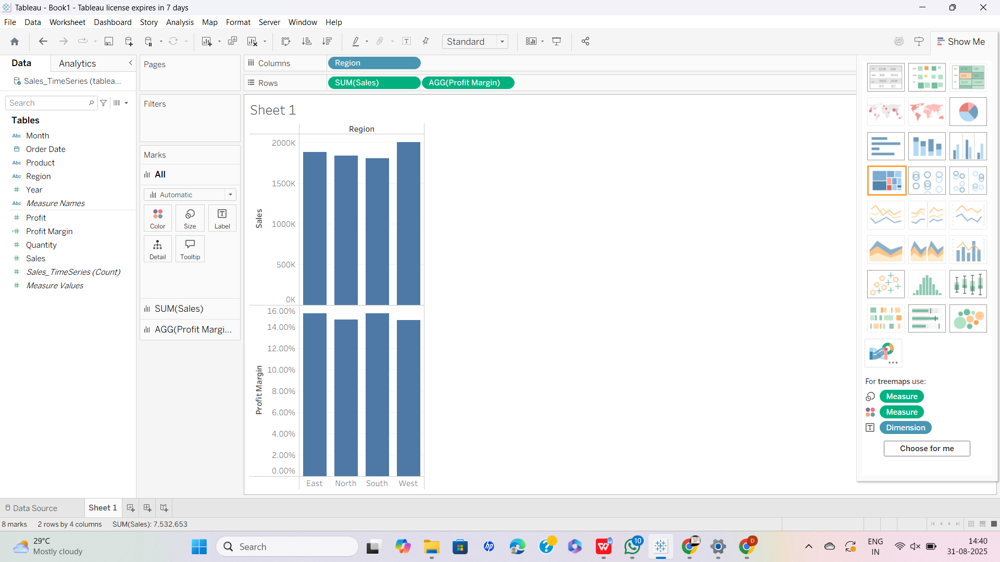 Tableau - Book1 - Tableau license expires in 7 days
File Data Worksheet Dashboard Story Analysis Map Format Server Window Help
Standard
Show Me
Data Analytics
Sales_TimeSeries (tablea...
Search
Tables
Abc Month
Order Date
Abc Product
Abc Region
Year
Abc Measure Names
Profit
Profit Margin
Quantity
Sales
Sales_TimeSeries (Count)
Measure Values
Pages
Filters
Marks
All
Automatic
Color Size Label
Detail Tooltip
SUM(Sales)
AGG(Profit Margi...
Columns Region
Rows SUM(Sales) AGG(Profit Margin)
Sheet 1
Region
Sales
2000K
1500K
1000K
500K
0K
Profit Margin
16.00%
14.00%
12.00%
10.00%
8.00%
6.00%
4.00%
2.00%
0.00%
East North South West
For treemaps use:
Measure
Measure
Dimension
Choose for me
Data Source Sheet 1
8 marks 2 rows by 4 columns SUM(Sales): 7,532,653
29°C
Mostly cloudy
Search
hp
10
D
ENG
IN
14:40
31-08-2025